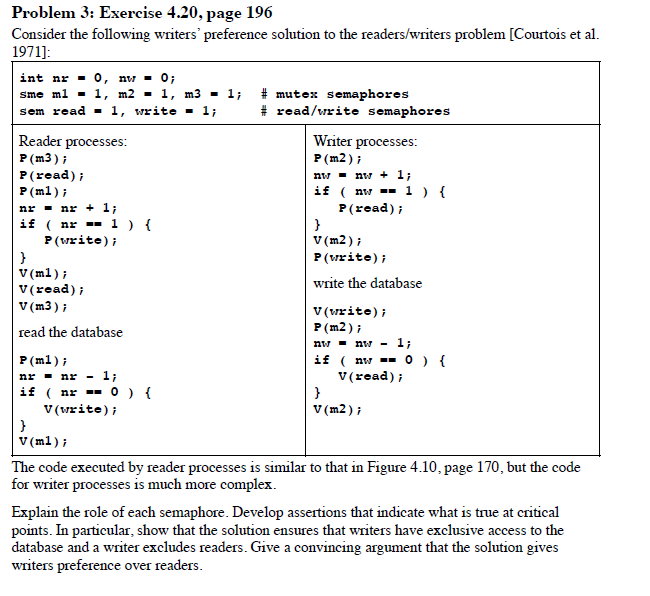 Problem 3: Exercise 4.20, page 196
Consider the following writers' preference solution to the readers/writers problem [Courtois et al.
1971]:
int nr = 0, nw = 0;
sme m1 = 1, m2 = 1, m3 = 1; # mutex semaphores
sem read = 1, write = 1; # read/write semaphores
Reader processes:
P(m3);
P(read);
P(m1);
nr = nr + 1;
if ( nr == 1 ) {
P(write);
}
V(m1);
V(read);
V(m3);
read the database
P(m1);
nr = nr - 1;
if ( nr == 0 ) {
V(write);
}
V(m1);
Writer processes:
P(m2);
nw = nw + 1;
if ( nw == 1 ) {
P(read);
}
V(m2);
P(write);
write the database
V(write);
P(m2);
nw = nw - 1;
if ( nw == 0 ) {
V(read);
}
V(m2);
The code executed by reader processes is similar to that in Figure 4.10, page 170, but the code
for writer processes is much more complex.
Explain the role of each semaphore. Develop assertions that indicate what is true at critical
points. In particular, show that the solution ensures that writers have exclusive access to the
database and a writer excludes readers. Give a convincing argument that the solution gives
writers preference over readers.